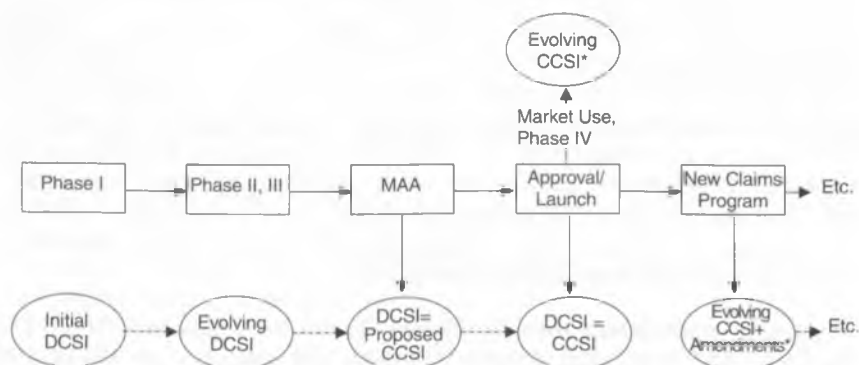 Evolving
CCSI*
Market Use,
Phase IV
Phase I
Phase II, III
MAA
Approval/
Launch
New Claims
Program
Etc.
Initial
DCSI
Evolving
DCSI
DCSI=
Proposed
CCSI
DCSI =
CCSI
Evolving
CCSI+
Amendments*
Etc.